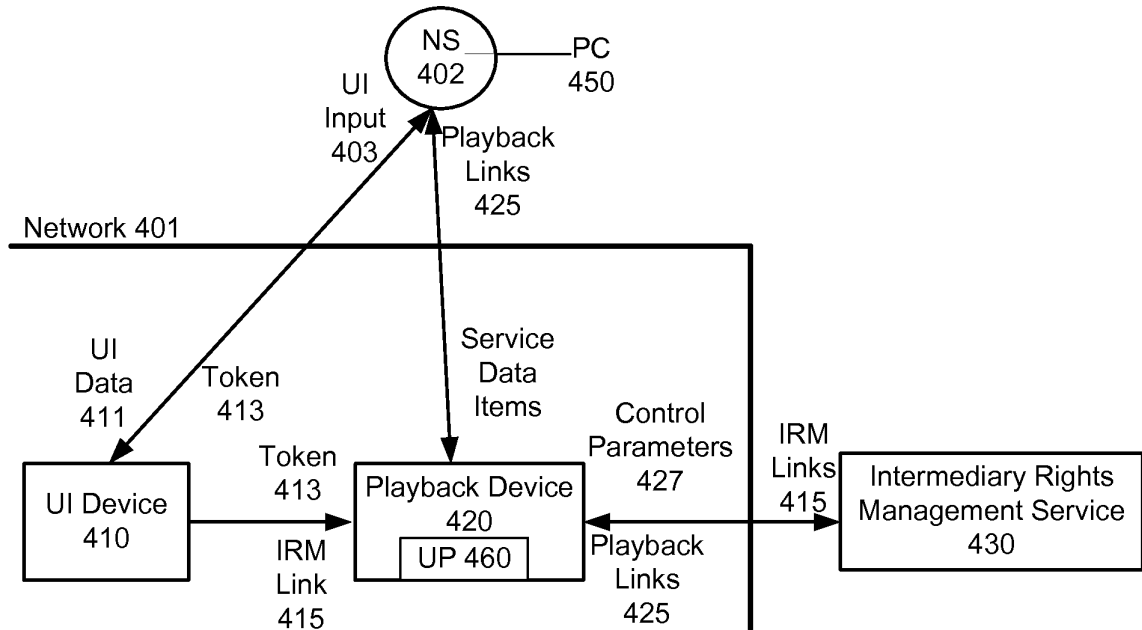 NS
402
PC
450
UI
Input
403
Playback
Links
425
Network 401
UI
Data
411
Token
413
Service
Data
Items
Control
Parameters
427
IRM
Links
415
Token
413
IRM
Link
415
UI Device
410
Playback Device
420
UP 460
Playback
Links
425
Intermediary Rights
Management Service
430